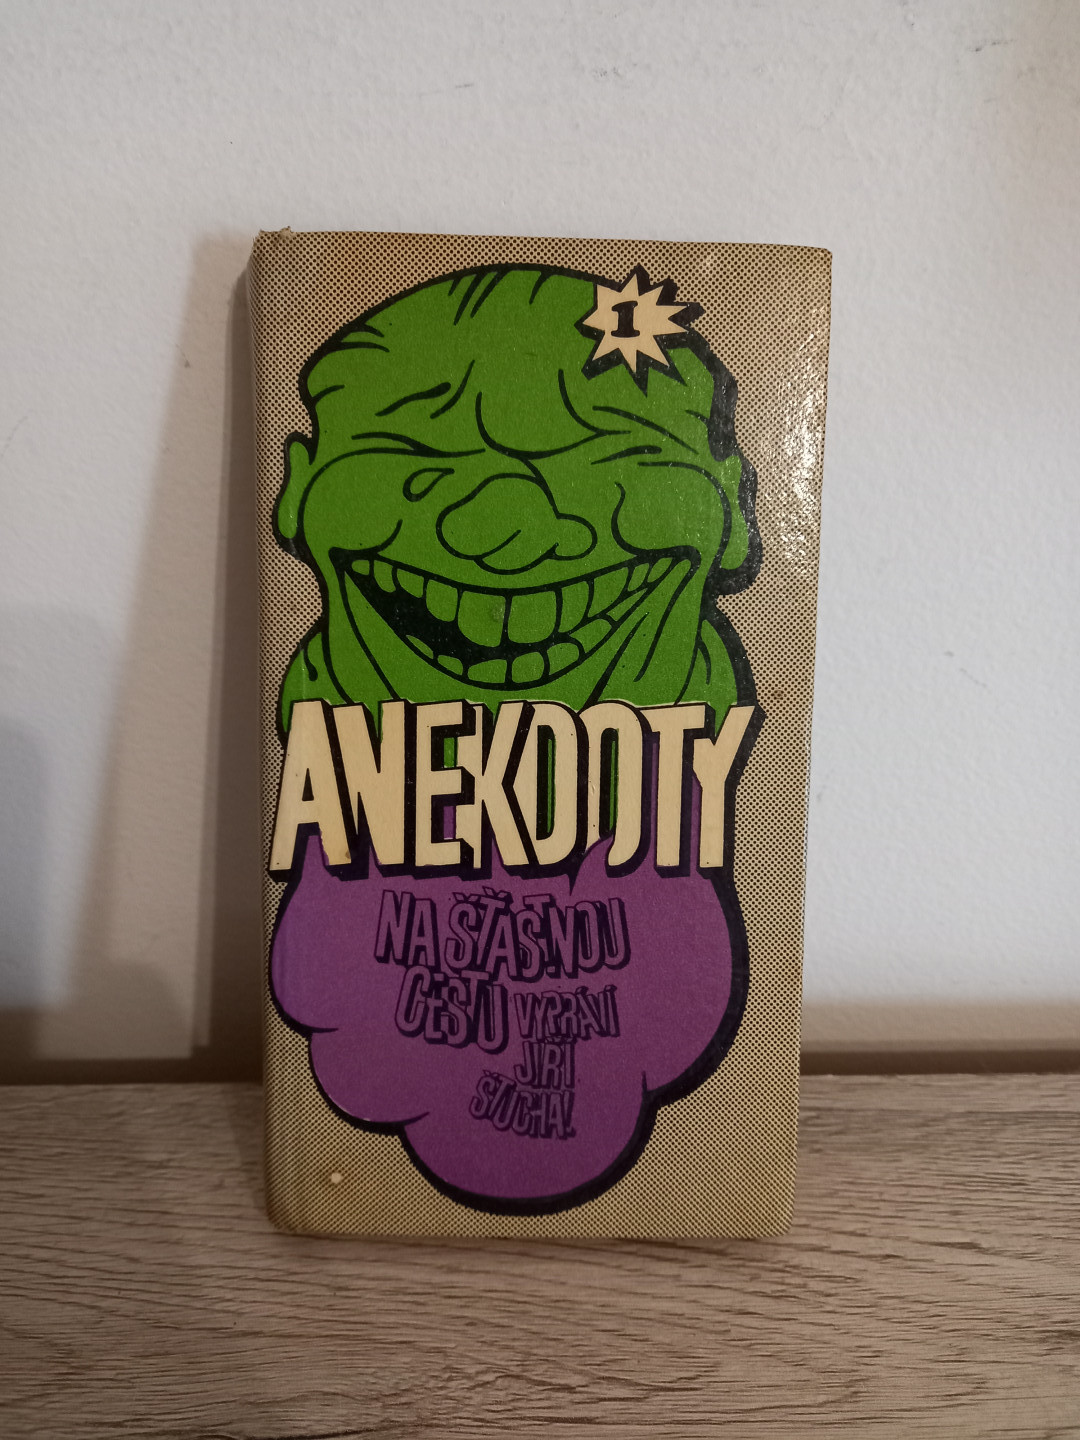 1
ANEKDOTY
NA ŠŤASTNOU
CESTU VYPRÁVÍ
JIŘÍ
ŠTUCHA!